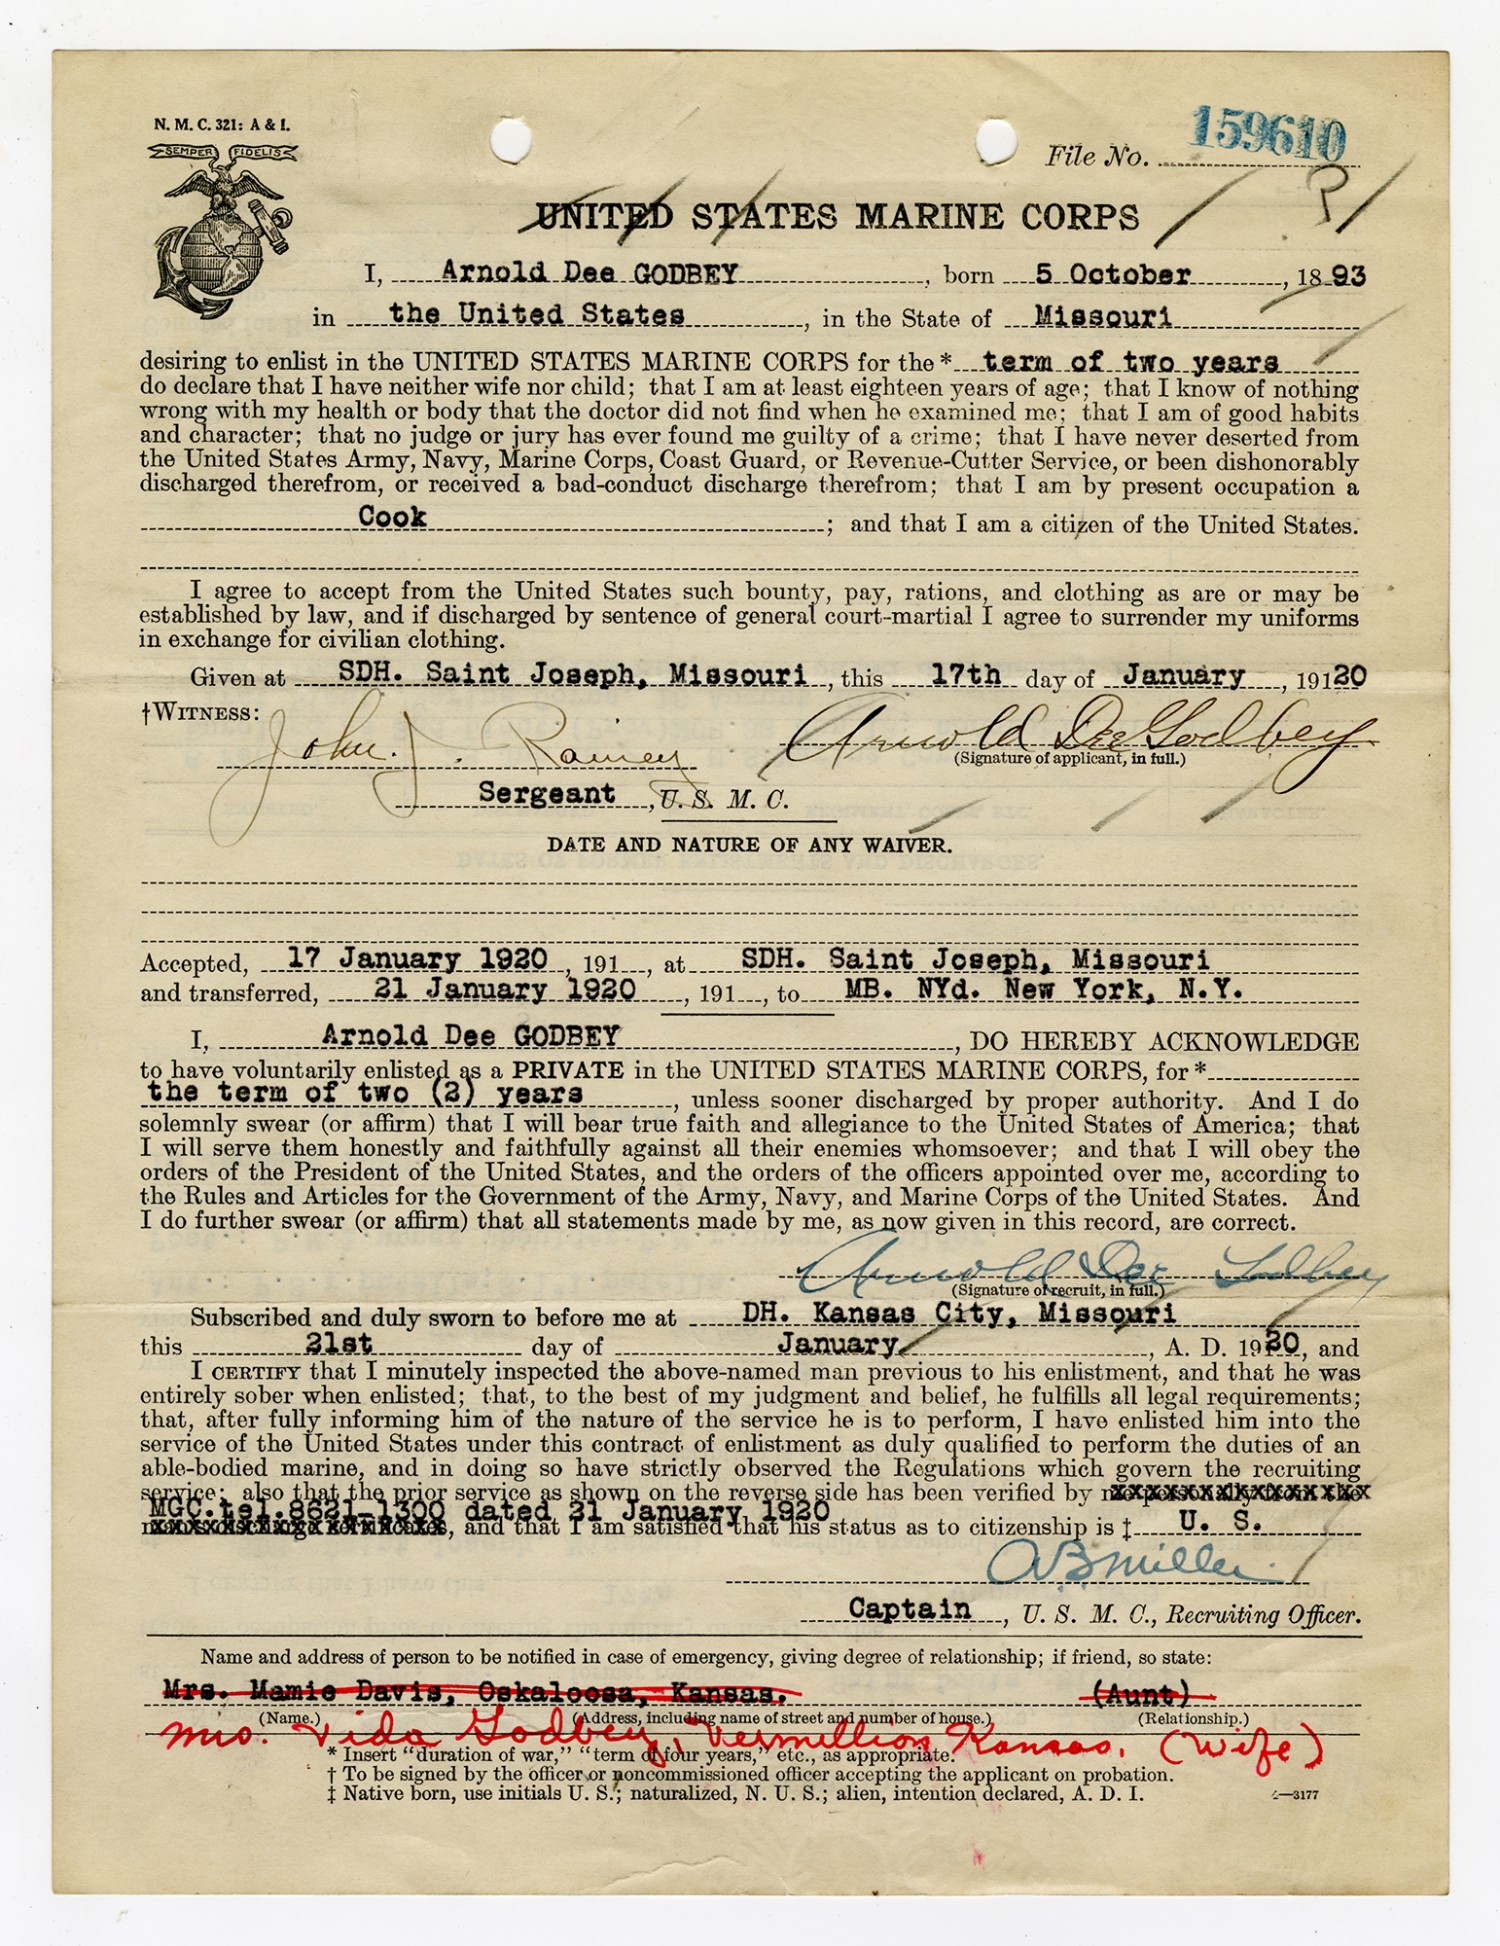 N. M. C. 321: A & I.
SEMPER FIDELIS
File No. 159610
UNITED STATES MARINE CORPS
I, Arnold Dee GODBEY, born 5 October, 1893
in the United States, in the State of Missouri
desiring to enlist in the UNITED STATES MARINE CORPS for the * term of two years
do declare that I have neither wife nor child; that I am at least eighteen years of age; that I know of nothing
wrong with my health or body that the doctor did not find when he examined me; that I am of good habits
and character; that no judge or jury has ever found me guilty of a crime; that I have never deserted from
the United States Army, Navy, Marine Corps, Coast Guard, or Revenue-Cutter Service, or been dishonorably
discharged therefrom, or received a bad-conduct discharge therefrom; that I am by present occupation a
Cook; and that I am a citizen of the United States.
I agree to accept from the United States such bounty, pay, rations, and clothing as are or may be
established by law, and if discharged by sentence of general court-martial I agree to surrender my uniforms
in exchange for civilian clothing.
Given at SDH. Saint Joseph, Missouri, this 17th day of January, 19120
†WITNESS:
John J. Rainey Arnold Dee Godbey
(Signature of applicant, in full.)
Sergeant, U. S. M. C.
DATE AND NATURE OF ANY WAIVER.
Accepted, 17 January 1920, 191, at SDH. Saint Joseph, Missouri
and transferred, 21 January 1920, 191, to MB. NYd. New York, N.Y.
I, Arnold Dee GODBEY, DO HEREBY ACKNOWLEDGE
to have voluntarily enlisted as a PRIVATE in the UNITED STATES MARINE CORPS, for *
the term of two (2) years, unless sooner discharged by proper authority. And I do
solemnly swear (or affirm) that I will bear true faith and allegiance to the United States of America; that
I will serve them honestly and faithfully against all their enemies whomsoever; and that I will obey the
orders of the President of the United States, and the orders of the officers appointed over me, according to
the Rules and Articles for the Government of the Army, Navy, and Marine Corps of the United States. And
I do further swear (or affirm) that all statements made by me, as now given in this record, are correct.
Arnold Dee Godbey
(Signature of recruit, in full.)
Subscribed and duly sworn to before me at DH. Kansas City, Missouri
this 21st day of January, A. D. 1920, and
I CERTIFY that I minutely inspected the above-named man previous to his enlistment, and that he was
entirely sober when enlisted; that, to the best of my judgment and belief, he fulfills all legal requirements;
that, after fully informing him of the nature of the service he is to perform, I have enlisted him into the
service of the United States under this contract of enlistment as duly qualified to perform the duties of an
able-bodied marine, and in doing so have strictly observed the Regulations which govern the recruiting
service; also that the prior service as shown on the reverse side has been verified by
MGC.tel.8621-1300 dated 21 January 1920
, and that I am satisfied that his status as to citizenship is ‡ U. S.
A B Miller
Captain, U. S. M. C., Recruiting Officer.
Name and address of person to be notified in case of emergency, giving degree of relationship; if friend, so state:
Mrs. Mamie Davis, Oskaloosa, Kansas. (Aunt)
(Name.) (Address, including name of street and number of house.) (Relationship.)
Mrs. Vida Godbey, Vermillion Kansas. (Wife)
* Insert "duration of war," "term of four years," etc., as appropriate.
† To be signed by the officer or noncommissioned officer accepting the applicant on probation.
‡ Native born, use initials U. S.; naturalized, N. U. S.; alien, intention declared, A. D. I.
2—3177